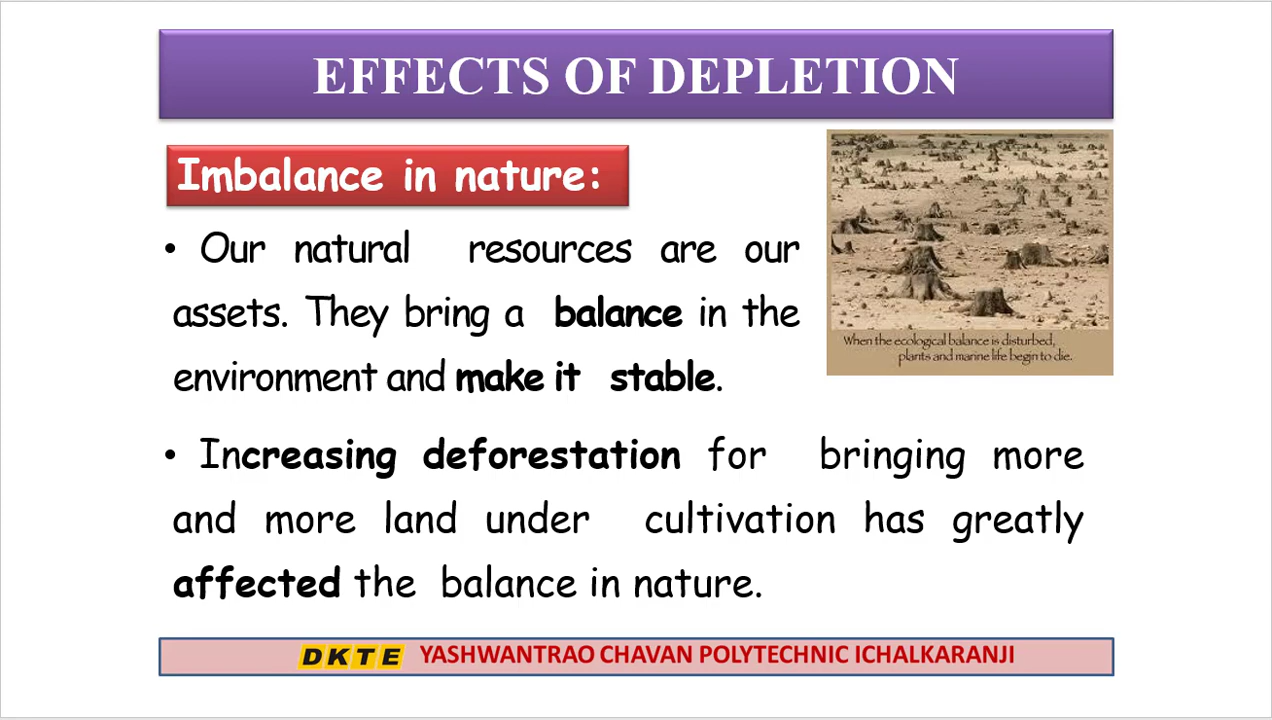 EFFECTS OF DEPLETION
Imbalance in nature:
• Our natural resources are our
assets. They bring a balance in the
environment and make it stable.
When the ecological balance is disturbed,
plants and marine life begin to die.
• Increasing deforestation for bringing more
and more land under cultivation has greatly
affected the balance in nature.
DKTE YASHWANTRAO CHAVAN POLYTECHNIC ICHALKARANJI